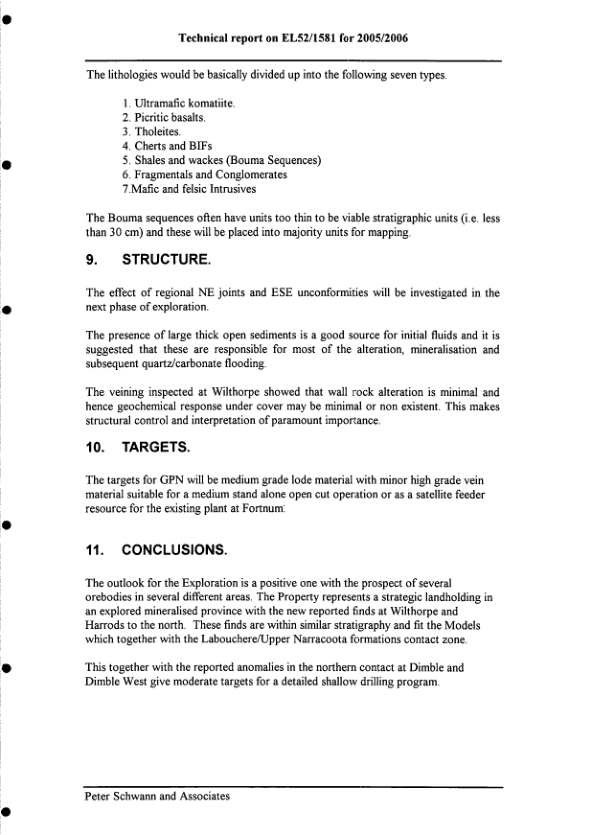 Technical report on EL52/1581 for 2005/2006
The lithologies would be basically divided up into the following seven types.
1. Ultramafic komatiite.
2. Picritic basalts.
3. Tholeites.
4. Cherts and BIFs
5. Shales and wackes (Bouma Sequences)
6. Fragmentals and Conglomerates
7.Mafic and felsic Intrusives
The Bouma sequences often have units too thin to be viable stratigraphic units (i.e. less
than 30 cm) and these will be placed into majority units for mapping.
9. STRUCTURE.
The effect of regional NE joints and ESE unconformities will be investigated in the
next phase of exploration.
The presence of large thick open sediments is a good source for initial fluids and it is
suggested that these are responsible for most of the alteration, mineralisation and
subsequent quartz/carbonate flooding.
The veining inspected at Wilthorpe showed that wall rock alteration is minimal and
hence geochemical response under cover may be minimal or non existent. This makes
structural control and interpretation of paramount importance.
10. TARGETS.
The targets for GPN will be medium grade lode material with minor high grade vein
material suitable for a medium stand alone open cut operation or as a satellite feeder
resource for the existing plant at Fortnum.
11. CONCLUSIONS.
The outlook for the Exploration is a positive one with the prospect of several
orebodies in several different areas. The Property represents a strategic landholding in
an explored mineralised province with the new reported finds at Wilthorpe and
Harrods to the north. These finds are within similar stratigraphy and fit the Models
which together with the Labouchere/Upper Narracoota formations contact zone.
This together with the reported anomalies in the northern contact at Dimble and
Dimble West give moderate targets for a detailed shallow drilling program.
Peter Schwann and Associates